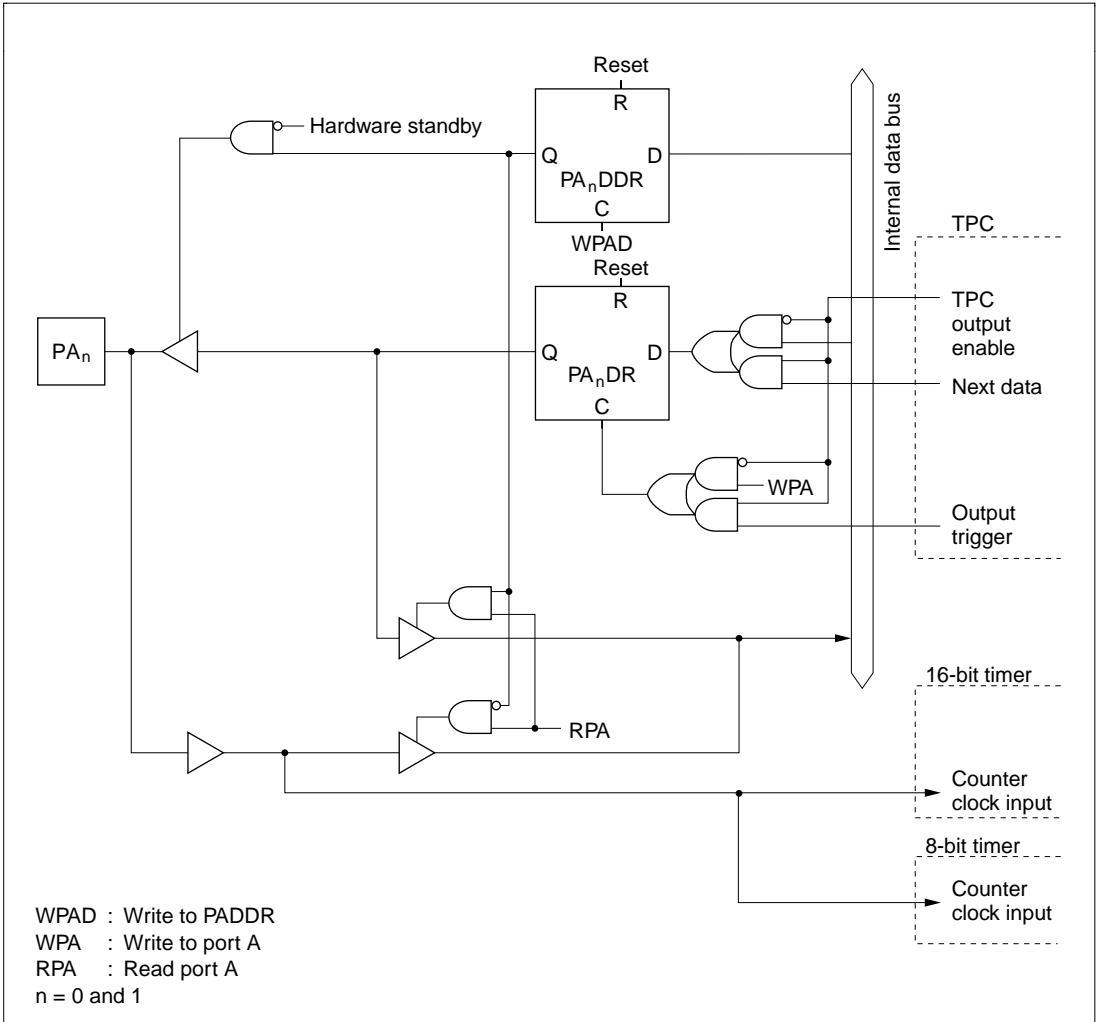 Reset
R
Hardware standby
Q
D
PAnDDR
C
WPAD
Internal data bus
TPC
Reset
R
PAn
Q
D
PAnDR
C
TPC
output
enable
Next data
WPA
Output
trigger
RPA
16-bit timer
Counter
clock input
8-bit timer
Counter
clock input
WPAD : Write to PADDR
WPA : Write to port A
RPA : Read port A
n = 0 and 1